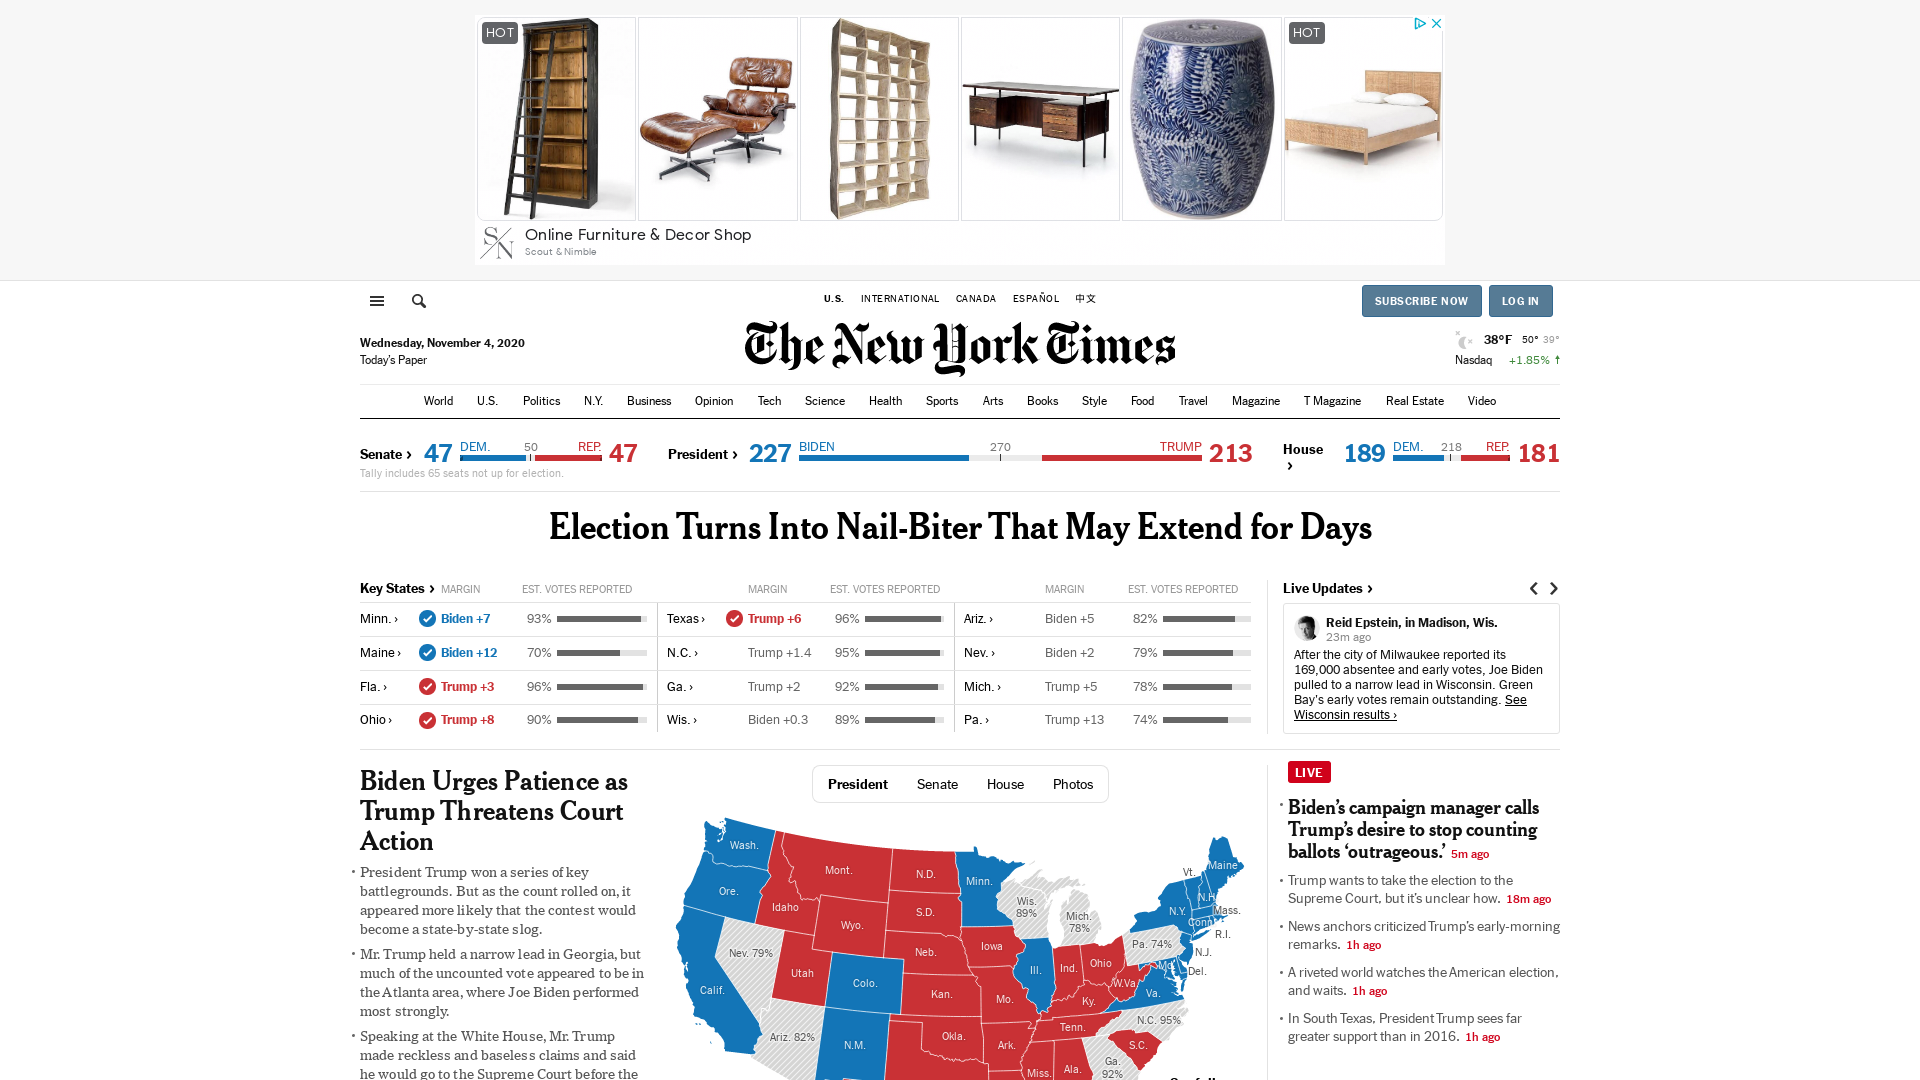 HOT
HOT
Online Furniture & Decor Shop
Scout & Nimble
U.S. INTERNATIONAL CANADA ESPAÑOL 中文
SUBSCRIBE NOW LOG IN
The New York Times
Wednesday, November 4, 2020
Today's Paper
38°F 50° 39°
Nasdaq +1.85% ↑
World U.S. Politics N.Y. Business Opinion Tech Science Health Sports Arts Books Style Food Travel Magazine T Magazine Real Estate Video
Senate › 47 DEM. 50 REP. 47
Tally includes 65 seats not up for election.
President › 227 BIDEN 270 TRUMP 213
House › 189 DEM. 218 REP. 181
Election Turns Into Nail-Biter That May Extend for Days
Key States › MARGIN EST. VOTES REPORTED MARGIN EST. VOTES REPORTED MARGIN EST. VOTES REPORTED
Minn. › Biden +7 93% Texas › Trump +6 96% Ariz. › Biden +5 82%
Maine › Biden +12 70% N.C. › Trump +1.4 95% Nev. › Biden +2 79%
Fla. › Trump +3 96% Ga. › Trump +2 92% Mich. › Trump +5 78%
Ohio › Trump +8 90% Wis. › Biden +0.3 89% Pa. › Trump +13 74%
Live Updates ›
Reid Epstein, in Madison, Wis.
23m ago
After the city of Milwaukee reported its
169,000 absentee and early votes, Joe Biden
pulled to a narrow lead in Wisconsin. Green
Bay's early votes remain outstanding. See
Wisconsin results ›
Biden Urges Patience as
Trump Threatens Court
Action
• President Trump won a series of key
battlegrounds. But as the count rolled on, it
appeared more likely that the contest would
become a state-by-state slog.
• Mr. Trump held a narrow lead in Georgia, but
much of the uncounted vote appeared to be in
the Atlanta area, where Joe Biden performed
most strongly.
• Speaking at the White House, Mr. Trump
made reckless and baseless claims and said
he would go to the Supreme Court before the
President Senate House Photos
Wash.
Ore.
Calif.
Idaho
Nev. 79%
Mont.
Wyo.
Utah
Ariz. 82%
Colo.
N.M.
N.D.
S.D.
Neb.
Kan.
Okla.
Minn.
Iowa
Mo.
Ark.
Wis.
89%
Ill.
Mich.
78%
Ind.
Ohio
Ky.
Tenn.
Miss.
Ala.
Ga.
92%
S.C.
N.C. 95%
Va.
W.Va.
Pa. 74%
Md.
Del.
N.J.
N.Y.
Conn.
R.I.
Mass.
Vt.
N.H.
Maine
LIVE
• Biden's campaign manager calls
Trump's desire to stop counting
ballots 'outrageous.' 5m ago
• Trump wants to take the election to the
Supreme Court, but it's unclear how. 18m ago
• News anchors criticized Trump's early-morning
remarks. 1h ago
• A riveted world watches the American election,
and waits. 1h ago
• In South Texas, President Trump sees far
greater support than in 2016. 1h ago